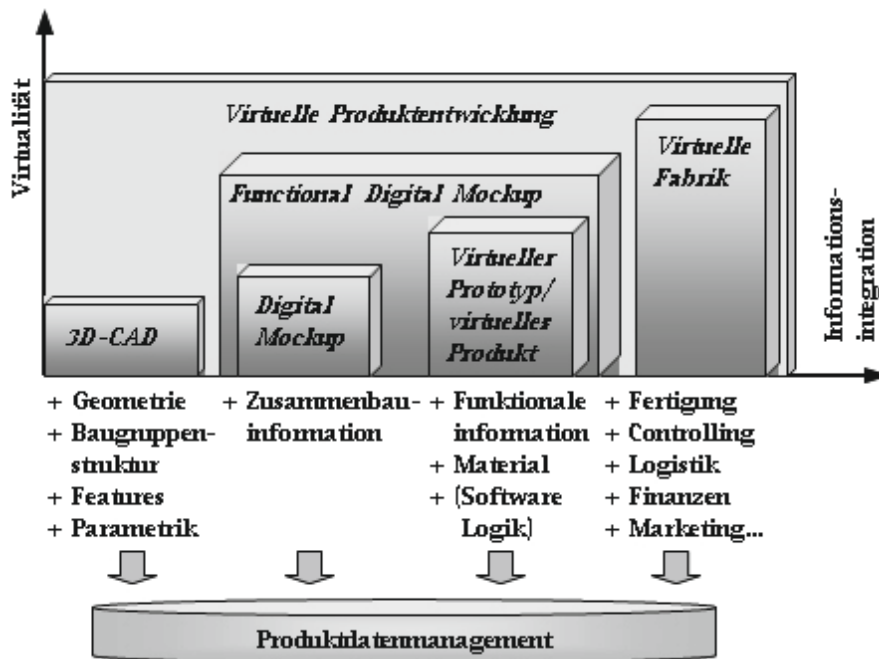 Virtualität
Virtuelle Produktentwicklung
Functional Digital Mockup
Virtuelle
Fabrik
3D-CAD
Digital
Mockup
Virtueller
Prototyp/
virtueller
Produkt
Informations-
integration
+ Geometrie
+ Baugruppen-
struktur
+ Features
+ Parametrik
+ Zusammenbau-
information
+ Funktionale
information
+ Material
+ (Software
Logik)
+ Fertigung
+ Controlling
+ Logistik
+ Finanzen
+ Marketing...
Produktdatenmanagement